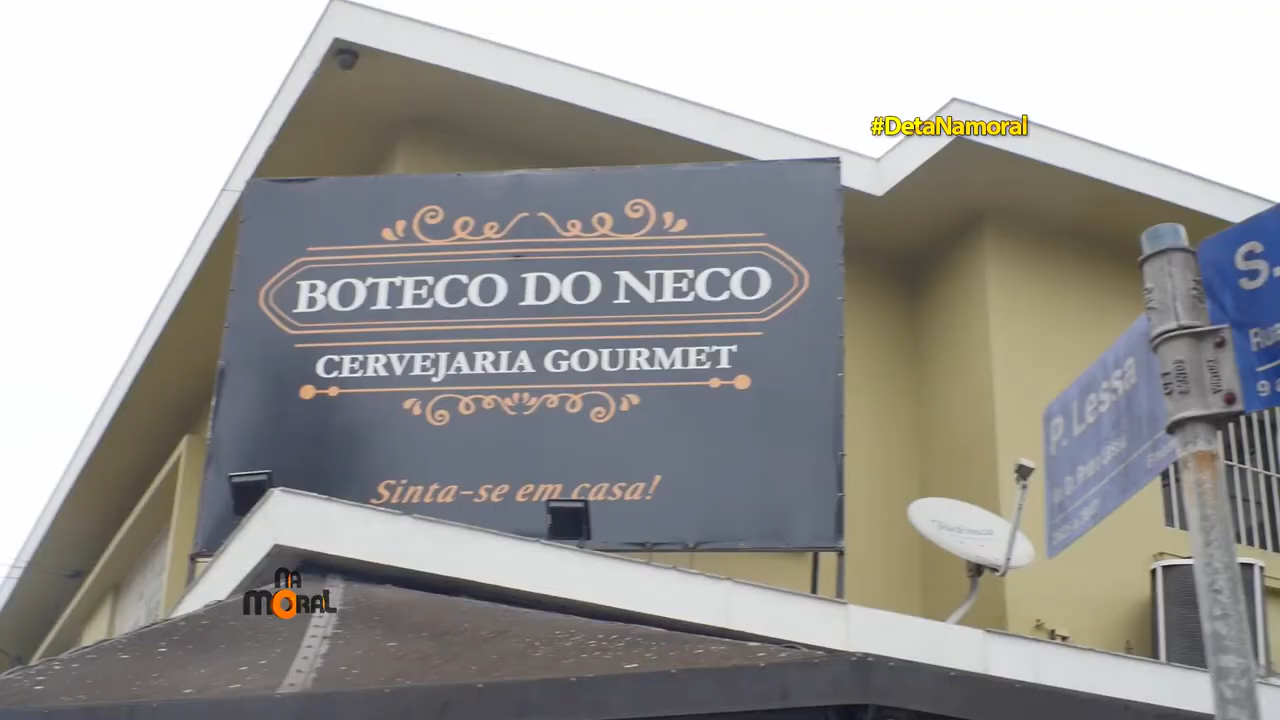 #DetaNamoral
BOTECO DO NECO
CERVEJARIA GOURMET
Sinta-se em casa!
NA
MORAL
P. Lessa
S.